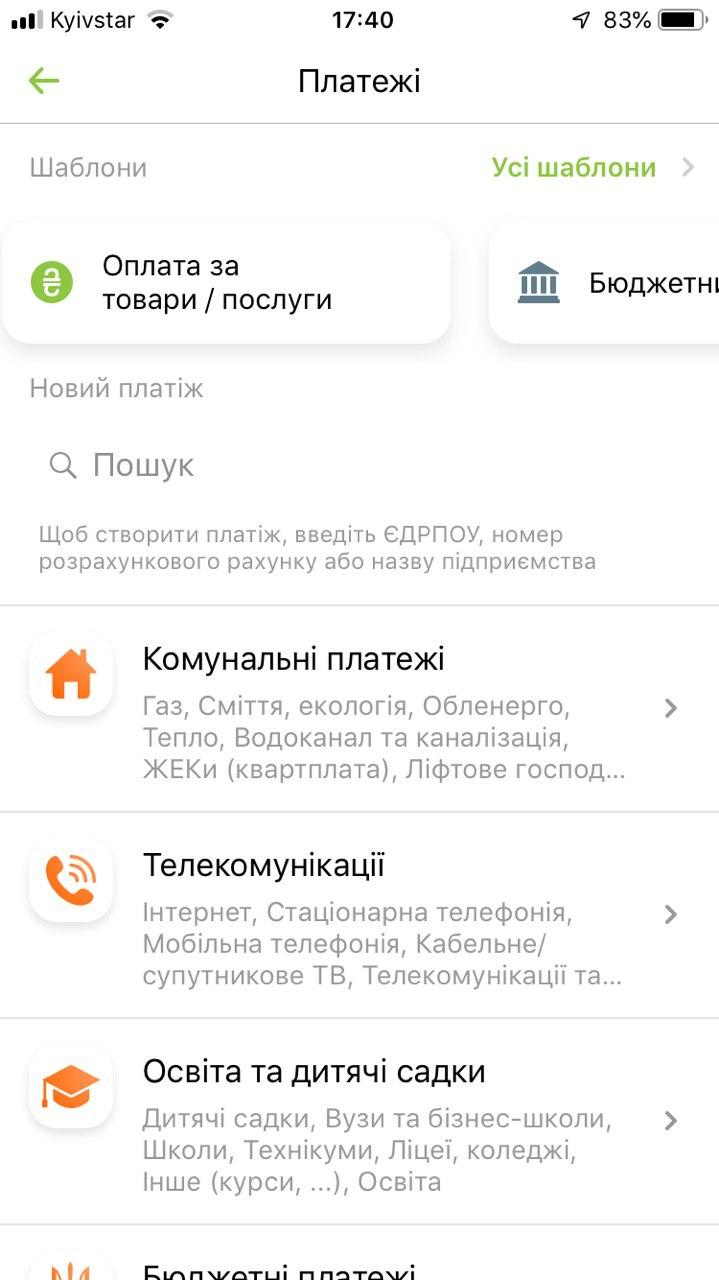 Kyivstar 17:40 83%
Платежі
Шаблони Усі шаблони
Оплата за
товари / послуги
Бюджетни
Новий платіж
Пошук
Щоб створити платіж, введіть ЄДРПОУ, номер
розрахункового рахунку або назву підприємства
Комунальні платежі
Газ, Сміття, екологія, Обленерго,
Тепло, Водоканал та каналізація,
ЖЕКи (квартплата), Ліфтове господ...
Телекомунікації
Інтернет, Стаціонарна телефонія,
Мобільна телефонія, Кабельне/
супутникове ТВ, Телекомунікації та...
Освіта та дитячі садки
Дитячі садки, Вузи та бізнес-школи,
Школи, Технікуми, Ліцеї, коледжі,
Інше (курси, ...), Освіта
Бюджетні платежі